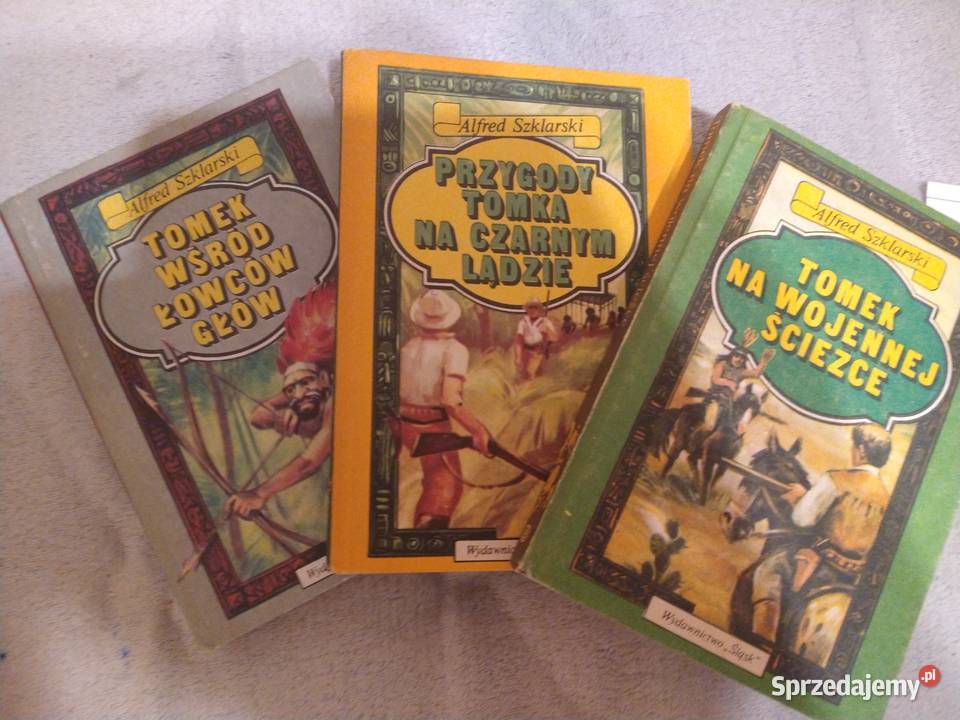 Alfred Szklarski
TOMEK
WŚRÓD
ŁOWCÓW
GŁÓW
Alfred Szklarski
PRZYGODY
TOMKA
NA CZARNYM
LĄDZIE
Alfred Szklarski
TOMEK
NA WOJENNEJ
ŚCIEŻCE
Wydawnictwo „Śląsk"
Sprzedajemy.pl